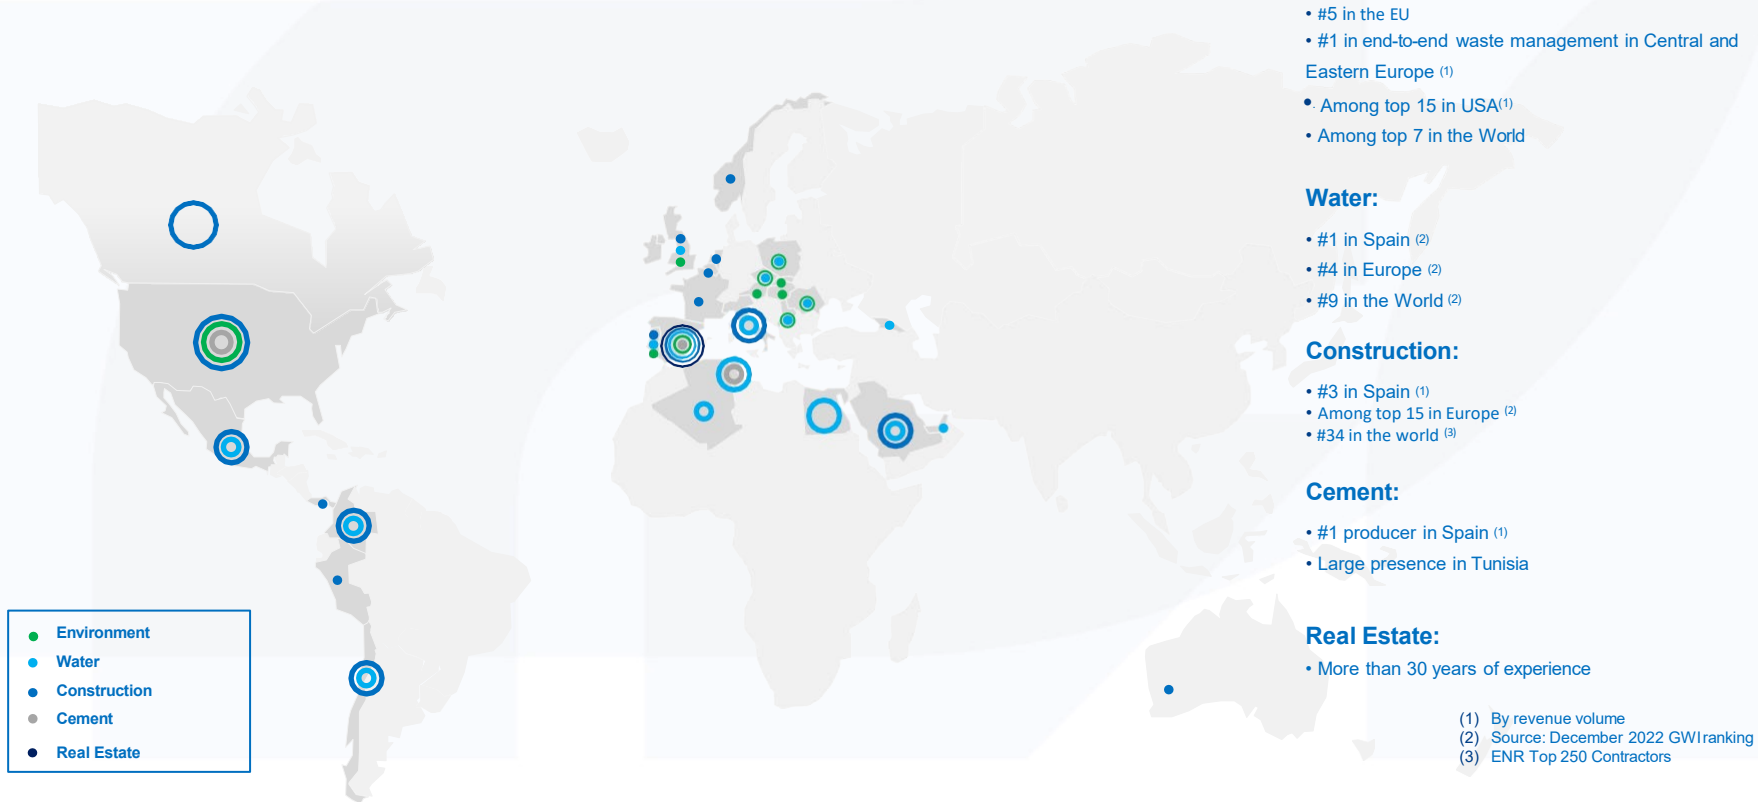 • #5 in the EU
• #1 in end-to-end waste management in Central and
Eastern Europe (1)
• Among top 15 in USA(1)
• Among top 7 in the World
Water:
• #1 in Spain (2)
• #4 in Europe (2)
• #9 in the World (2)
Construction:
• #3 in Spain (1)
• Among top 15 in Europe (2)
• #34 in the world (3)
Cement:
• #1 producer in Spain (1)
• Large presence in Tunisia
Real Estate:
• More than 30 years of experience
(1) By revenue volume
(2) Source: December 2022 GWI ranking
(3) ENR Top 250 Contractors
Environment
Water
Construction
Cement
Real Estate